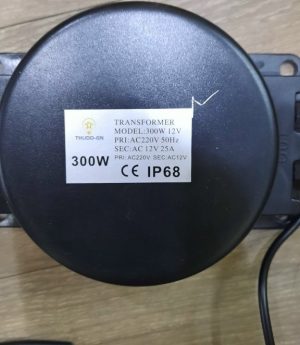 TRANSFORMER
MODEL:300W 12V
PRI:AC220V 50Hz
SEC:AC 12V 25A
PRI: AC220V SEC:AC12V
300W
CE IP68